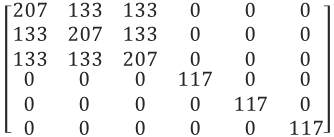 207 133 133 0 0 0
133 207 133 0 0 0
133 133 207 0 0 0
0 0 0 117 0 0
0 0 0 0 117 0
0 0 0 0 0 117